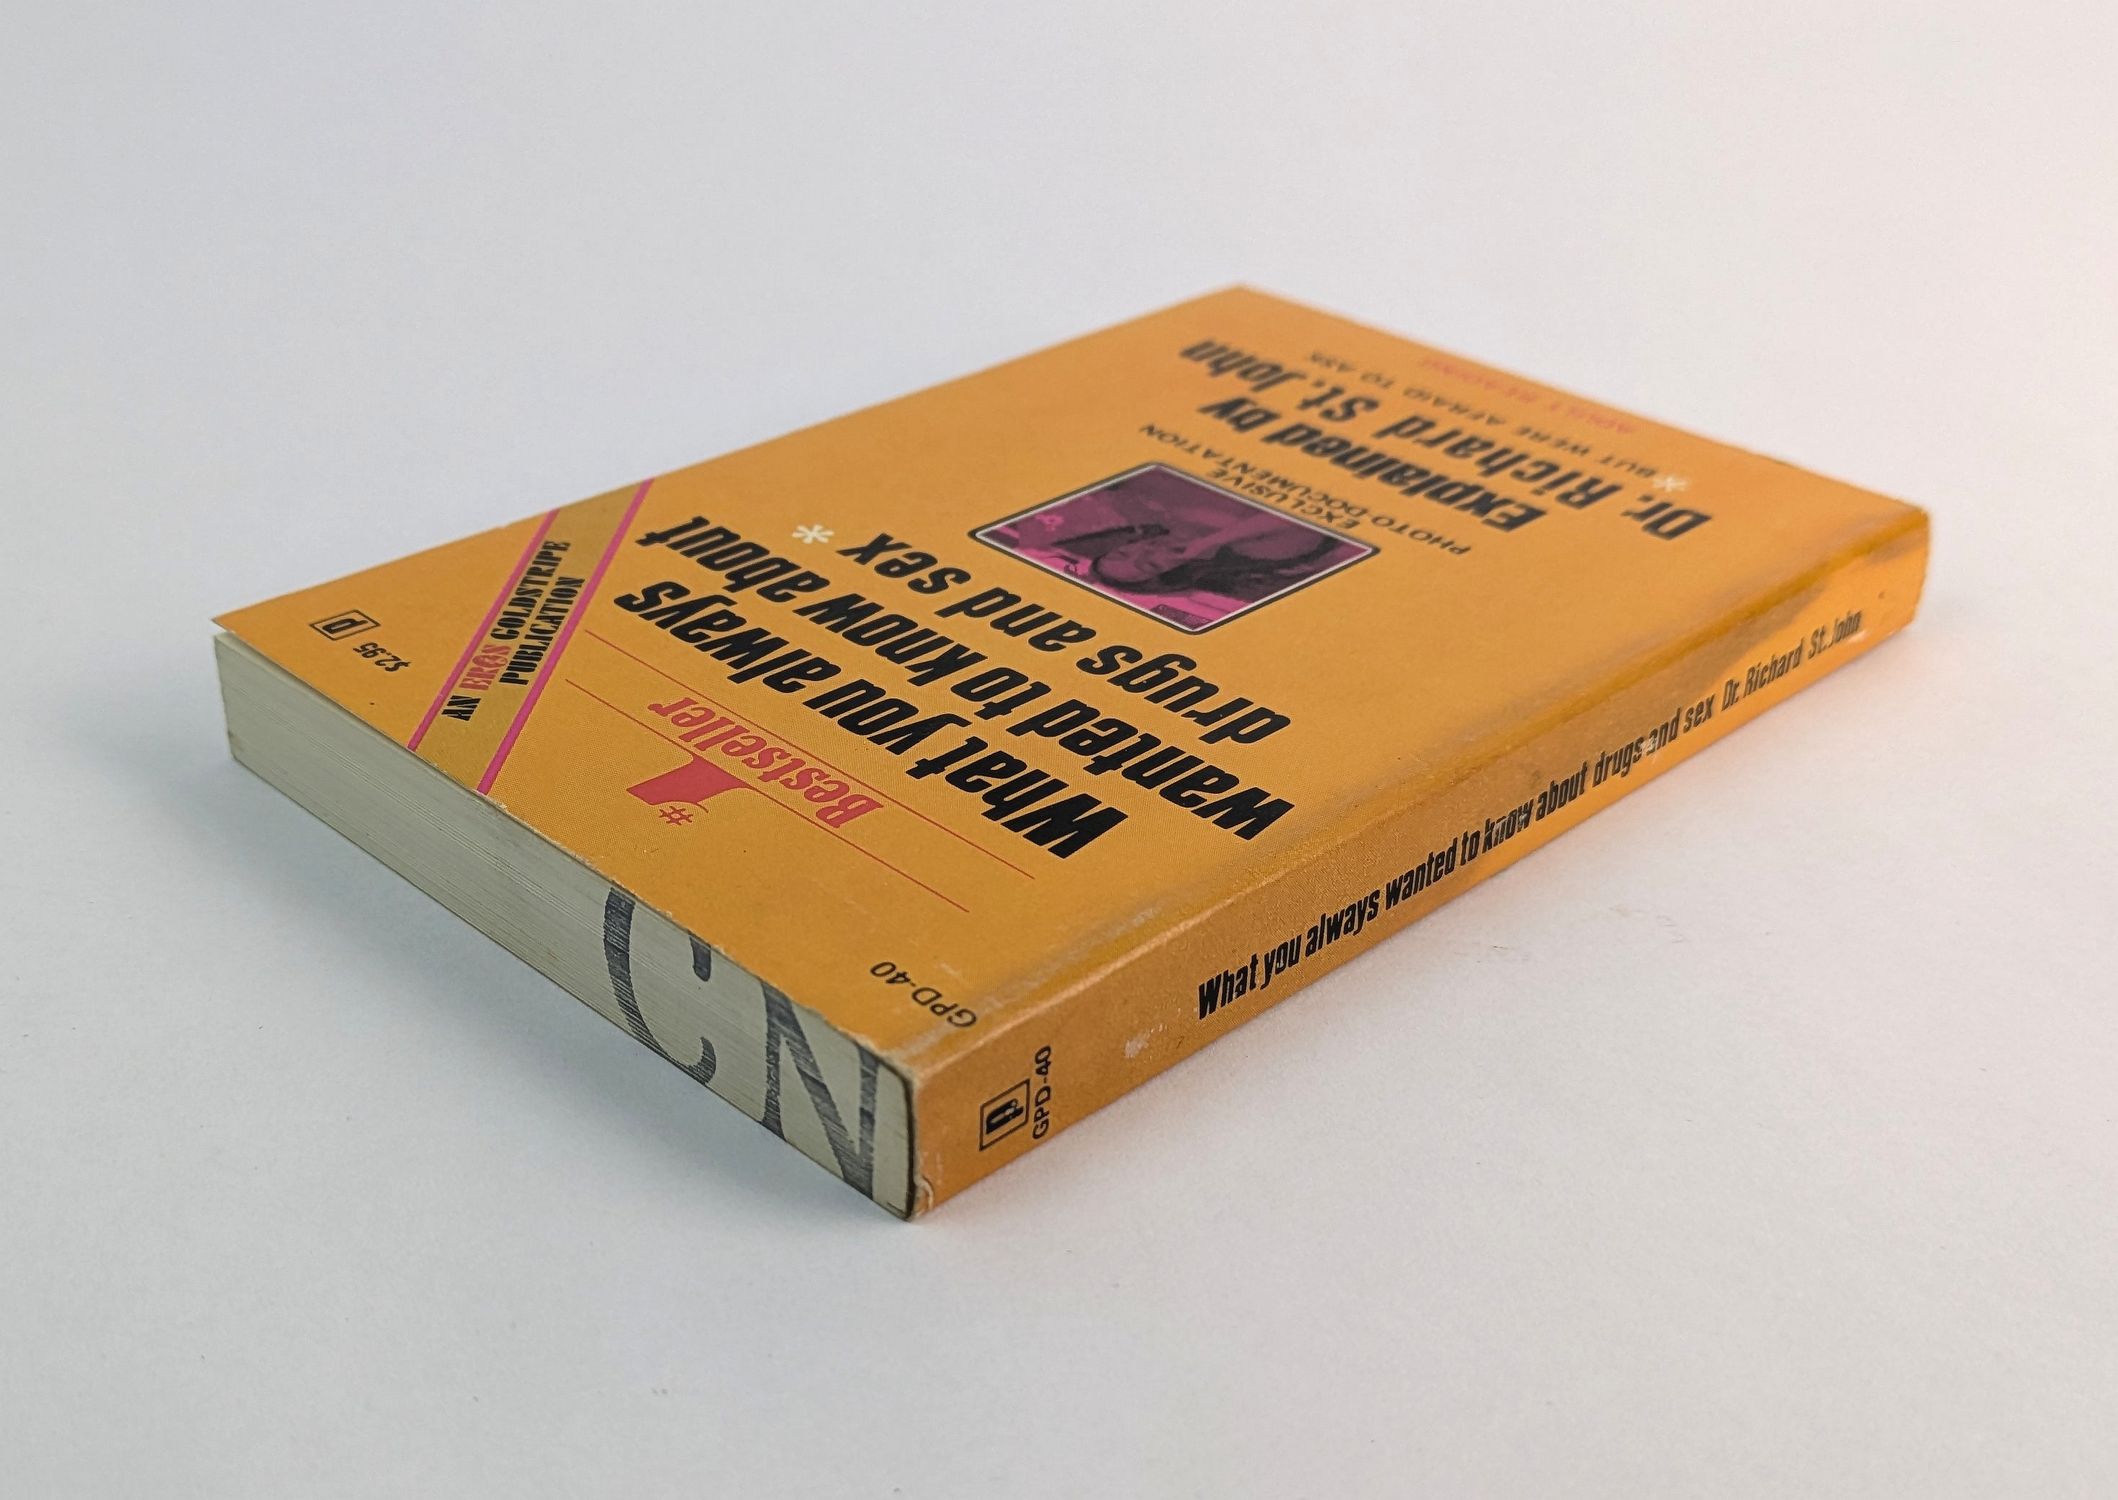 GPD-40
$2.95
AN EROS GOLDSTRIPE
PUBLICATION
#1
Bestseller
What you always
wanted to know about
drugs and sex *
EXCLUSIVE
PHOTO DOCUMENTATION
Explained by
Dr. Richard St. John
* BUT WERE AFRAID TO ASK
ADULT READING
GPD-40
What you always wanted to know about drugs and sex Dr. Richard St. John